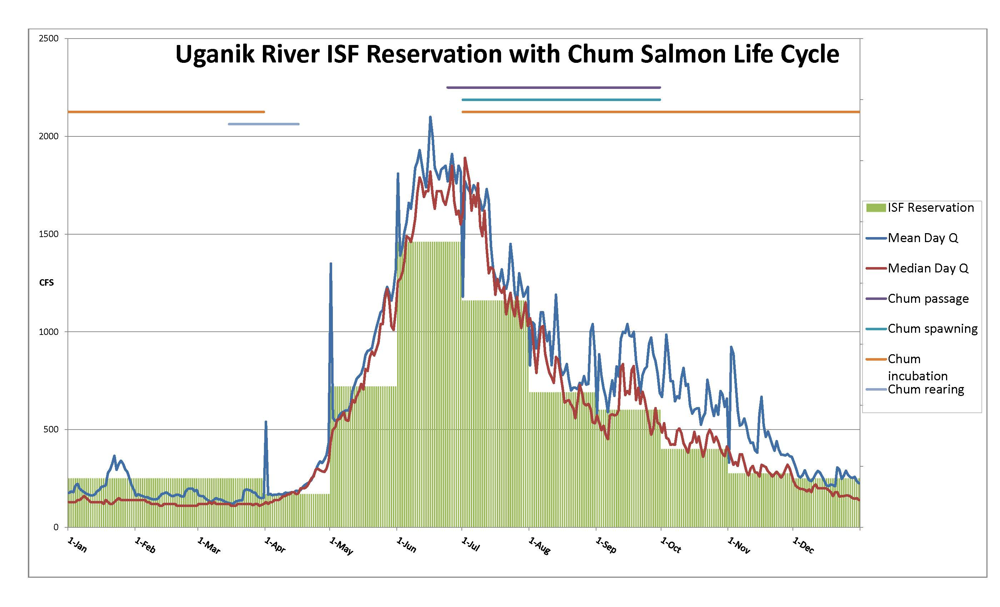 Uganik River ISF Reservation with Chum Salmon Life Cycle
2500
2000
1500
CFS
1000
500
0
1-Jan
1-Feb
1-Mar
1-Apr
1-May
1-Jun
1-Jul
1-Aug
1-Sep
1-Oct
1-Nov
1-Dec
ISF Reservation
Mean Day Q
Median Day Q
Chum passage
Chum spawning
Chum
incubation
Chum rearing